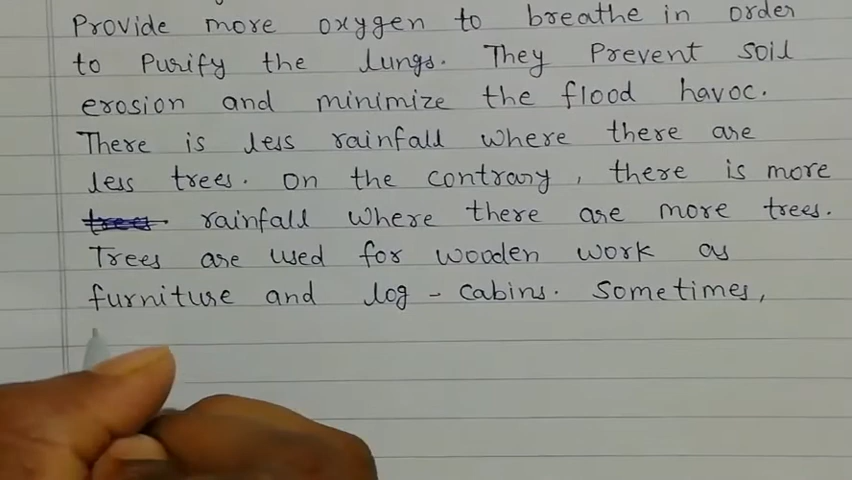 Provide more oxygen to breathe in order
to Purify the lungs. They Prevent soil
erosion and minimize the flood havoc.
There is less rainfall where there are
less trees. On the contrary, there is more
trees. rainfall where there are more trees.
Trees are used for wooden work as
furniture and log - cabins. Sometimes,